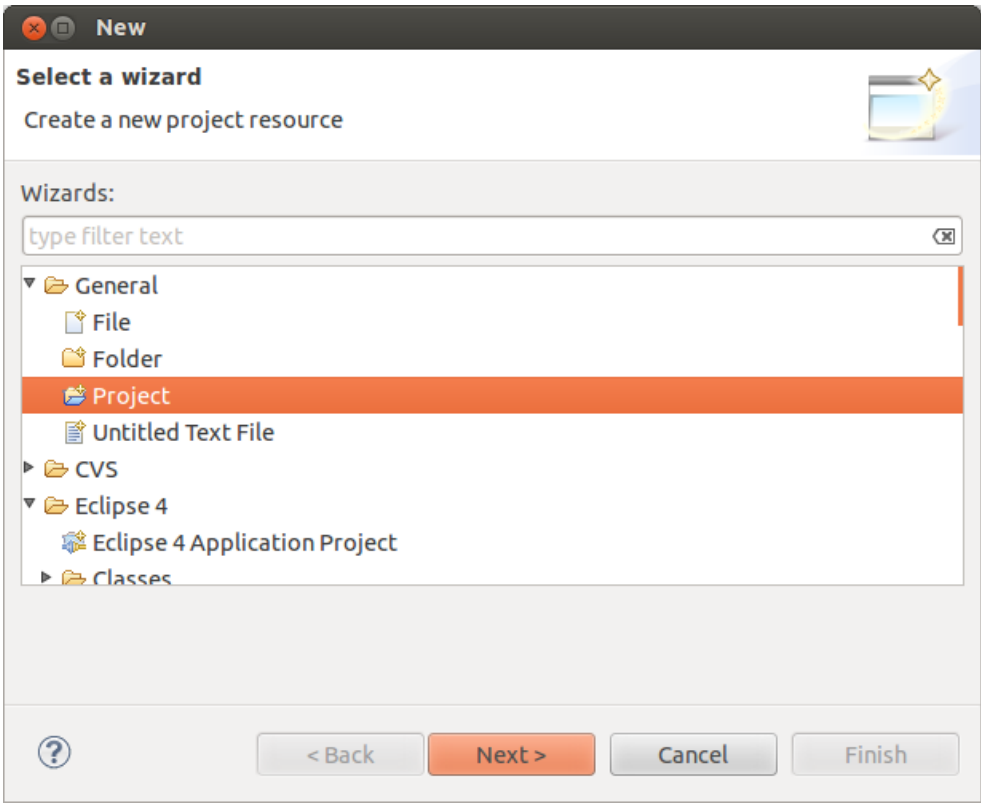 New
Select a wizard
Create a new project resource
Wizards:
type filter text
General
File
Folder
Project
Untitled Text File
CVS
Eclipse 4
Eclipse 4 Application Project
Classes
? < Back Next > Cancel Finish